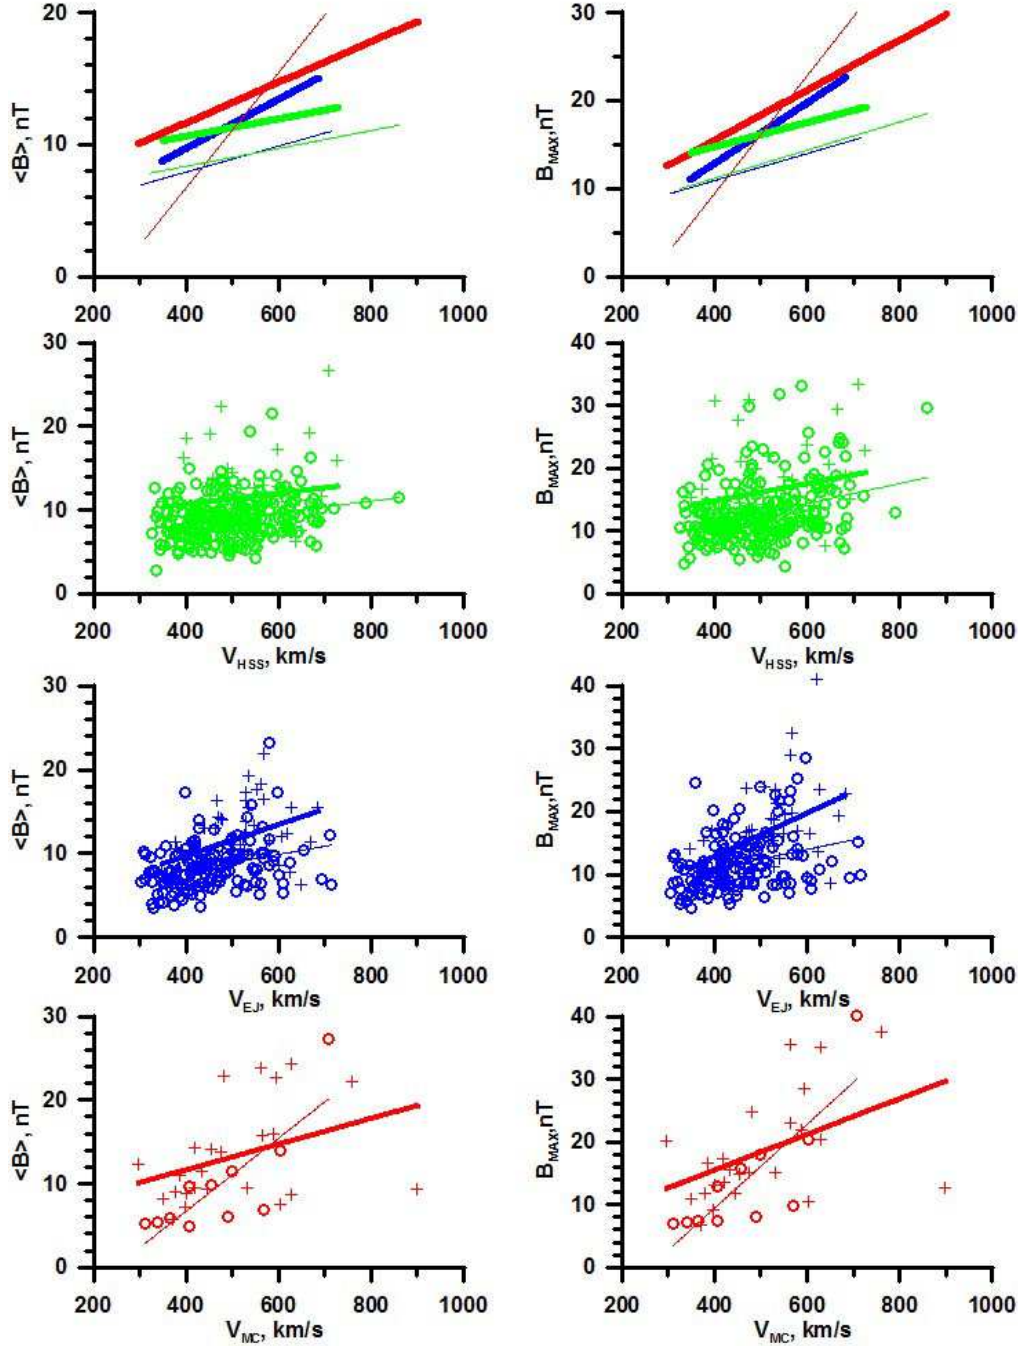 20 10 0 <B>, nT 200 400 600 800 1000
30 20 10 0 B_MAX, nT 200 400 600 800 1000
30 20 10 0 <B>, nT 200 400 600 800 1000
V_HSS, km/s
40 30 20 10 0 B_MAX, nT 200 400 600 800 1000
V_HSS, km/s
30 20 10 0 <B>, nT 200 400 600 800 1000
V_EJ, km/s
40 30 20 10 0 B_MAX, nT 200 400 600 800 1000
V_EJ, km/s
30 20 10 0 <B>, nT 200 400 600 800 1000
V_MC, km/s
40 30 20 10 0 B_MAX, nT 200 400 600 800 1000
V_MC, km/s